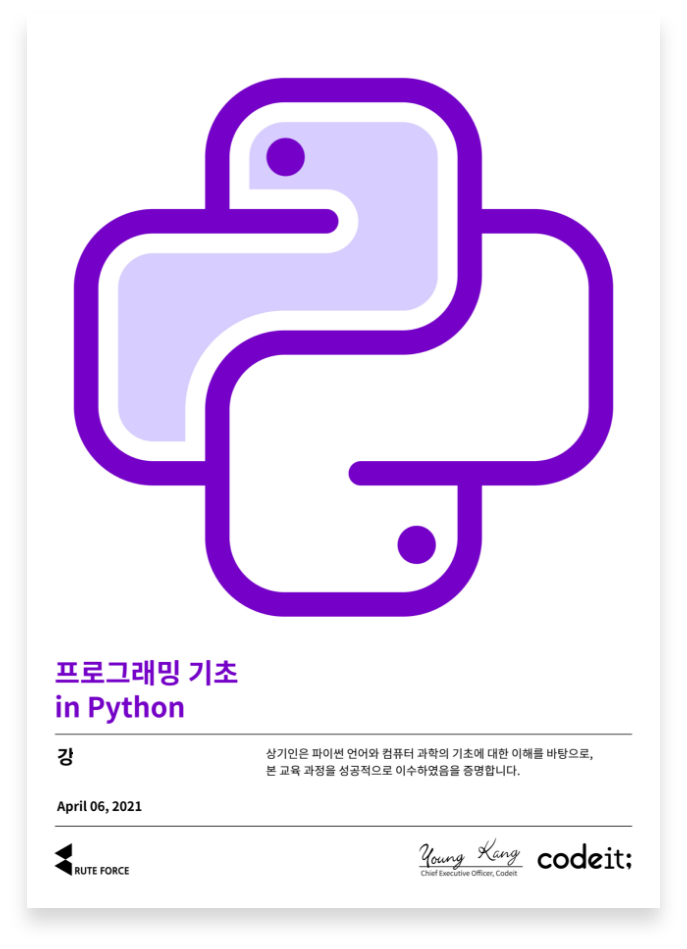 프로그래밍 기초
in Python
강
상기인은 파이썬 언어와 컴퓨터 과학의 기초에 대한 이해를 바탕으로,
본 교육 과정을 성공적으로 이수하였음을 증명합니다.
April 06, 2021
RUTE FORCE
Young Kang
Chief Executive Officer, Codeit
codeit;